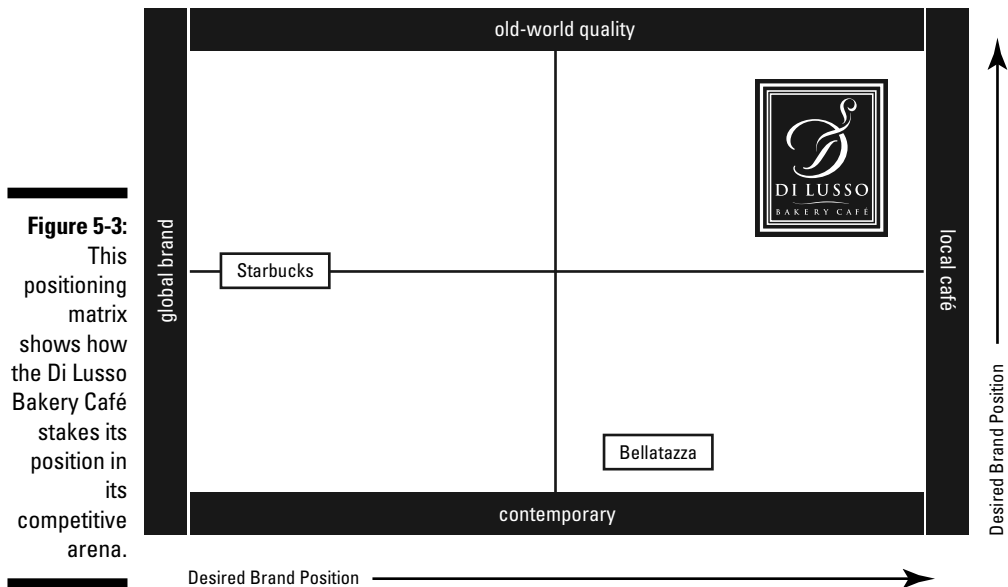 old-world quality
DI LUSSO
BAKERY CAFÉ
Figure 5-3:
This
positioning
matrix
shows how
the Di Lusso
Bakery Café
stakes its
position in
its
competitive
arena.
global brand
Starbucks
local café
Bellatazza
contemporary
Desired Brand Position
Desired Brand Position